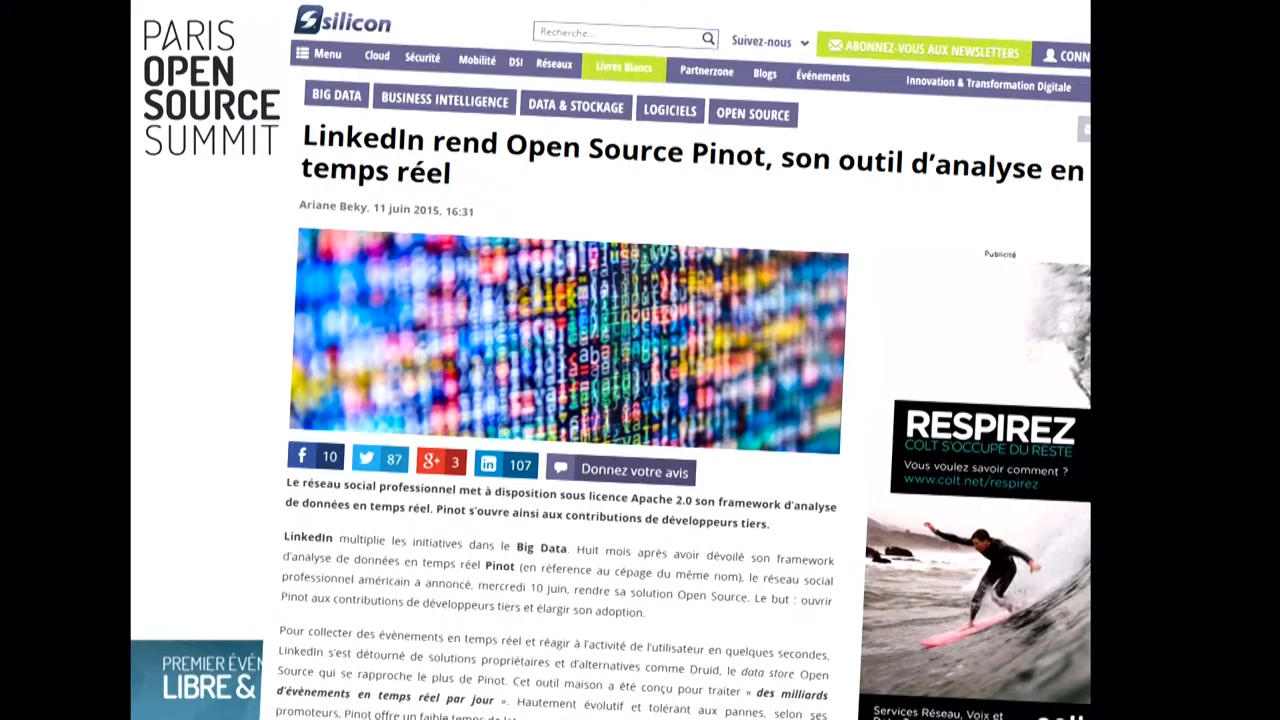 PARIS
OPEN
SOURCE
SUMMIT
silicon
Recherche...
Suivez-nous
ABONNEZ-VOUS AUX NEWSLETTERS
CONN
Menu
Cloud
Sécurité
Mobilité
DSI
Réseaux
Livres Blancs
Partnerzone
Blogs
Événements
Innovation & Transformation Digitale
BIG DATA
BUSINESS INTELLIGENCE
DATA & STOCKAGE
LOGICIELS
OPEN SOURCE
LinkedIn rend Open Source Pinot, son outil d'analyse en
temps réel
Ariane Beky, 11 juin 2015, 16:31
Publicité
RESPIREZ
COLT S'OCCUPE DU RESTE
Vous voulez savoir comment ?
www.colt.net/respirez
10
87
3
107
Donnez votre avis
Le réseau social professionnel met à disposition sous licence Apache 2.0 son framework d'analyse
de données en temps réel. Pinot s'ouvre ainsi aux contributions de développeurs tiers.
LinkedIn multiplie les initiatives dans le Big Data. Huit mois après avoir dévoilé son framework
d'analyse de données en temps réel Pinot (en référence au cépage du même nom), le réseau social
professionnel américain a annoncé, mercredi 10 juin, rendre sa solution Open Source. Le but : ouvrir
Pinot aux contributions de développeurs tiers et élargir son adoption.
Pour collecter des évènements en temps réel et réagir à l'activité de l'utilisateur en quelques secondes,
LinkedIn s'est détourné de solutions propriétaires et d'alternatives comme Druid, le data store Open
Source qui se rapproche le plus de Pinot. Cet outil maison a été conçu pour traiter « des milliards
d'évènements en temps réel par jour ». Hautement évolutif et tolérant aux pannes, selon ses
promoteurs, Pinot offre un faible temps de
Services Réseau, Voix et
PREMIER ÉVÉN
LIBRE &